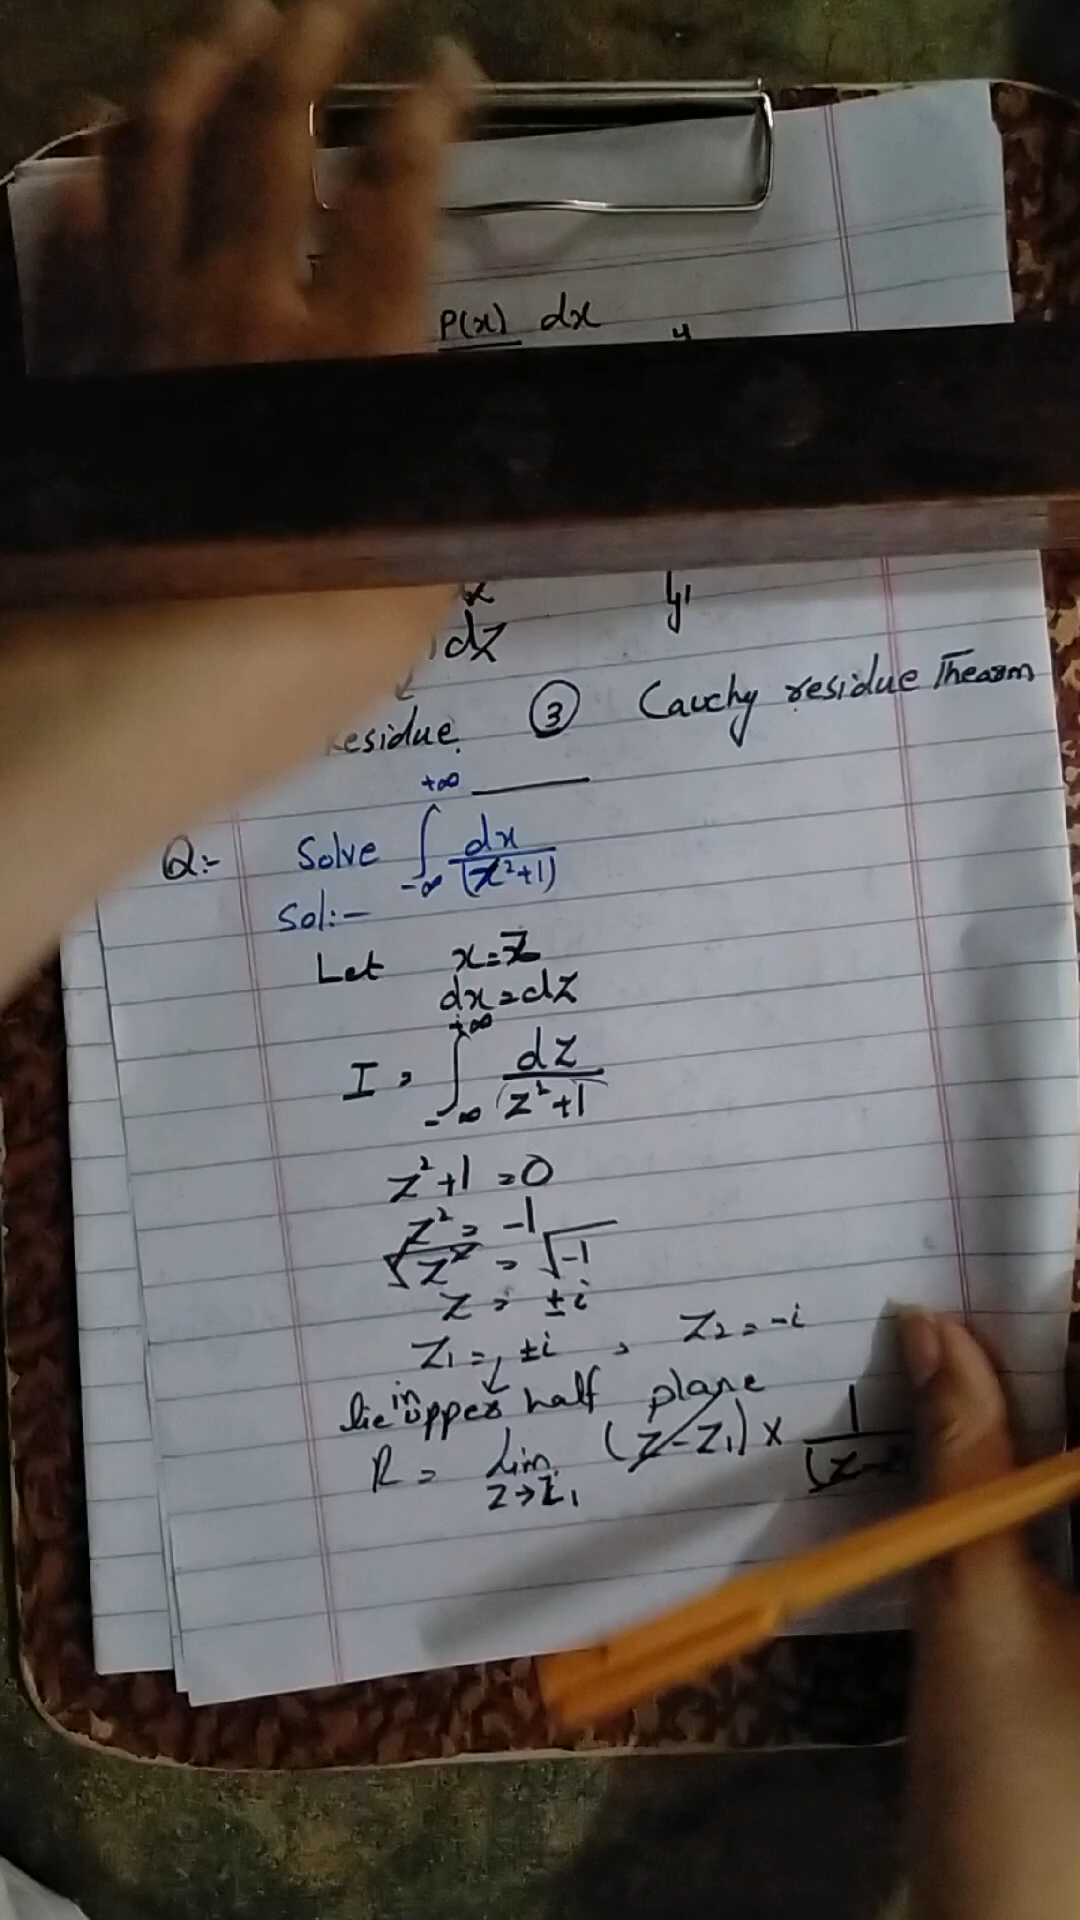 P(x) dx
dz
esidue. ③ Cauchy residue Thearm
Q:- Solve ∫_{-∞}^{+∞} dx/(x²+1)
Sol:-
Let x=z
dx=dz
I = ∫_{-∞}^{+∞} dz/(z²+1)
z²+1 =0
z² = -1
√z² = √-1
z = ±i
z₁ = ±i , z₂ = -i
lie in upper half plane
R = Lim z→z₁ (z-z₁) × 1/(z-